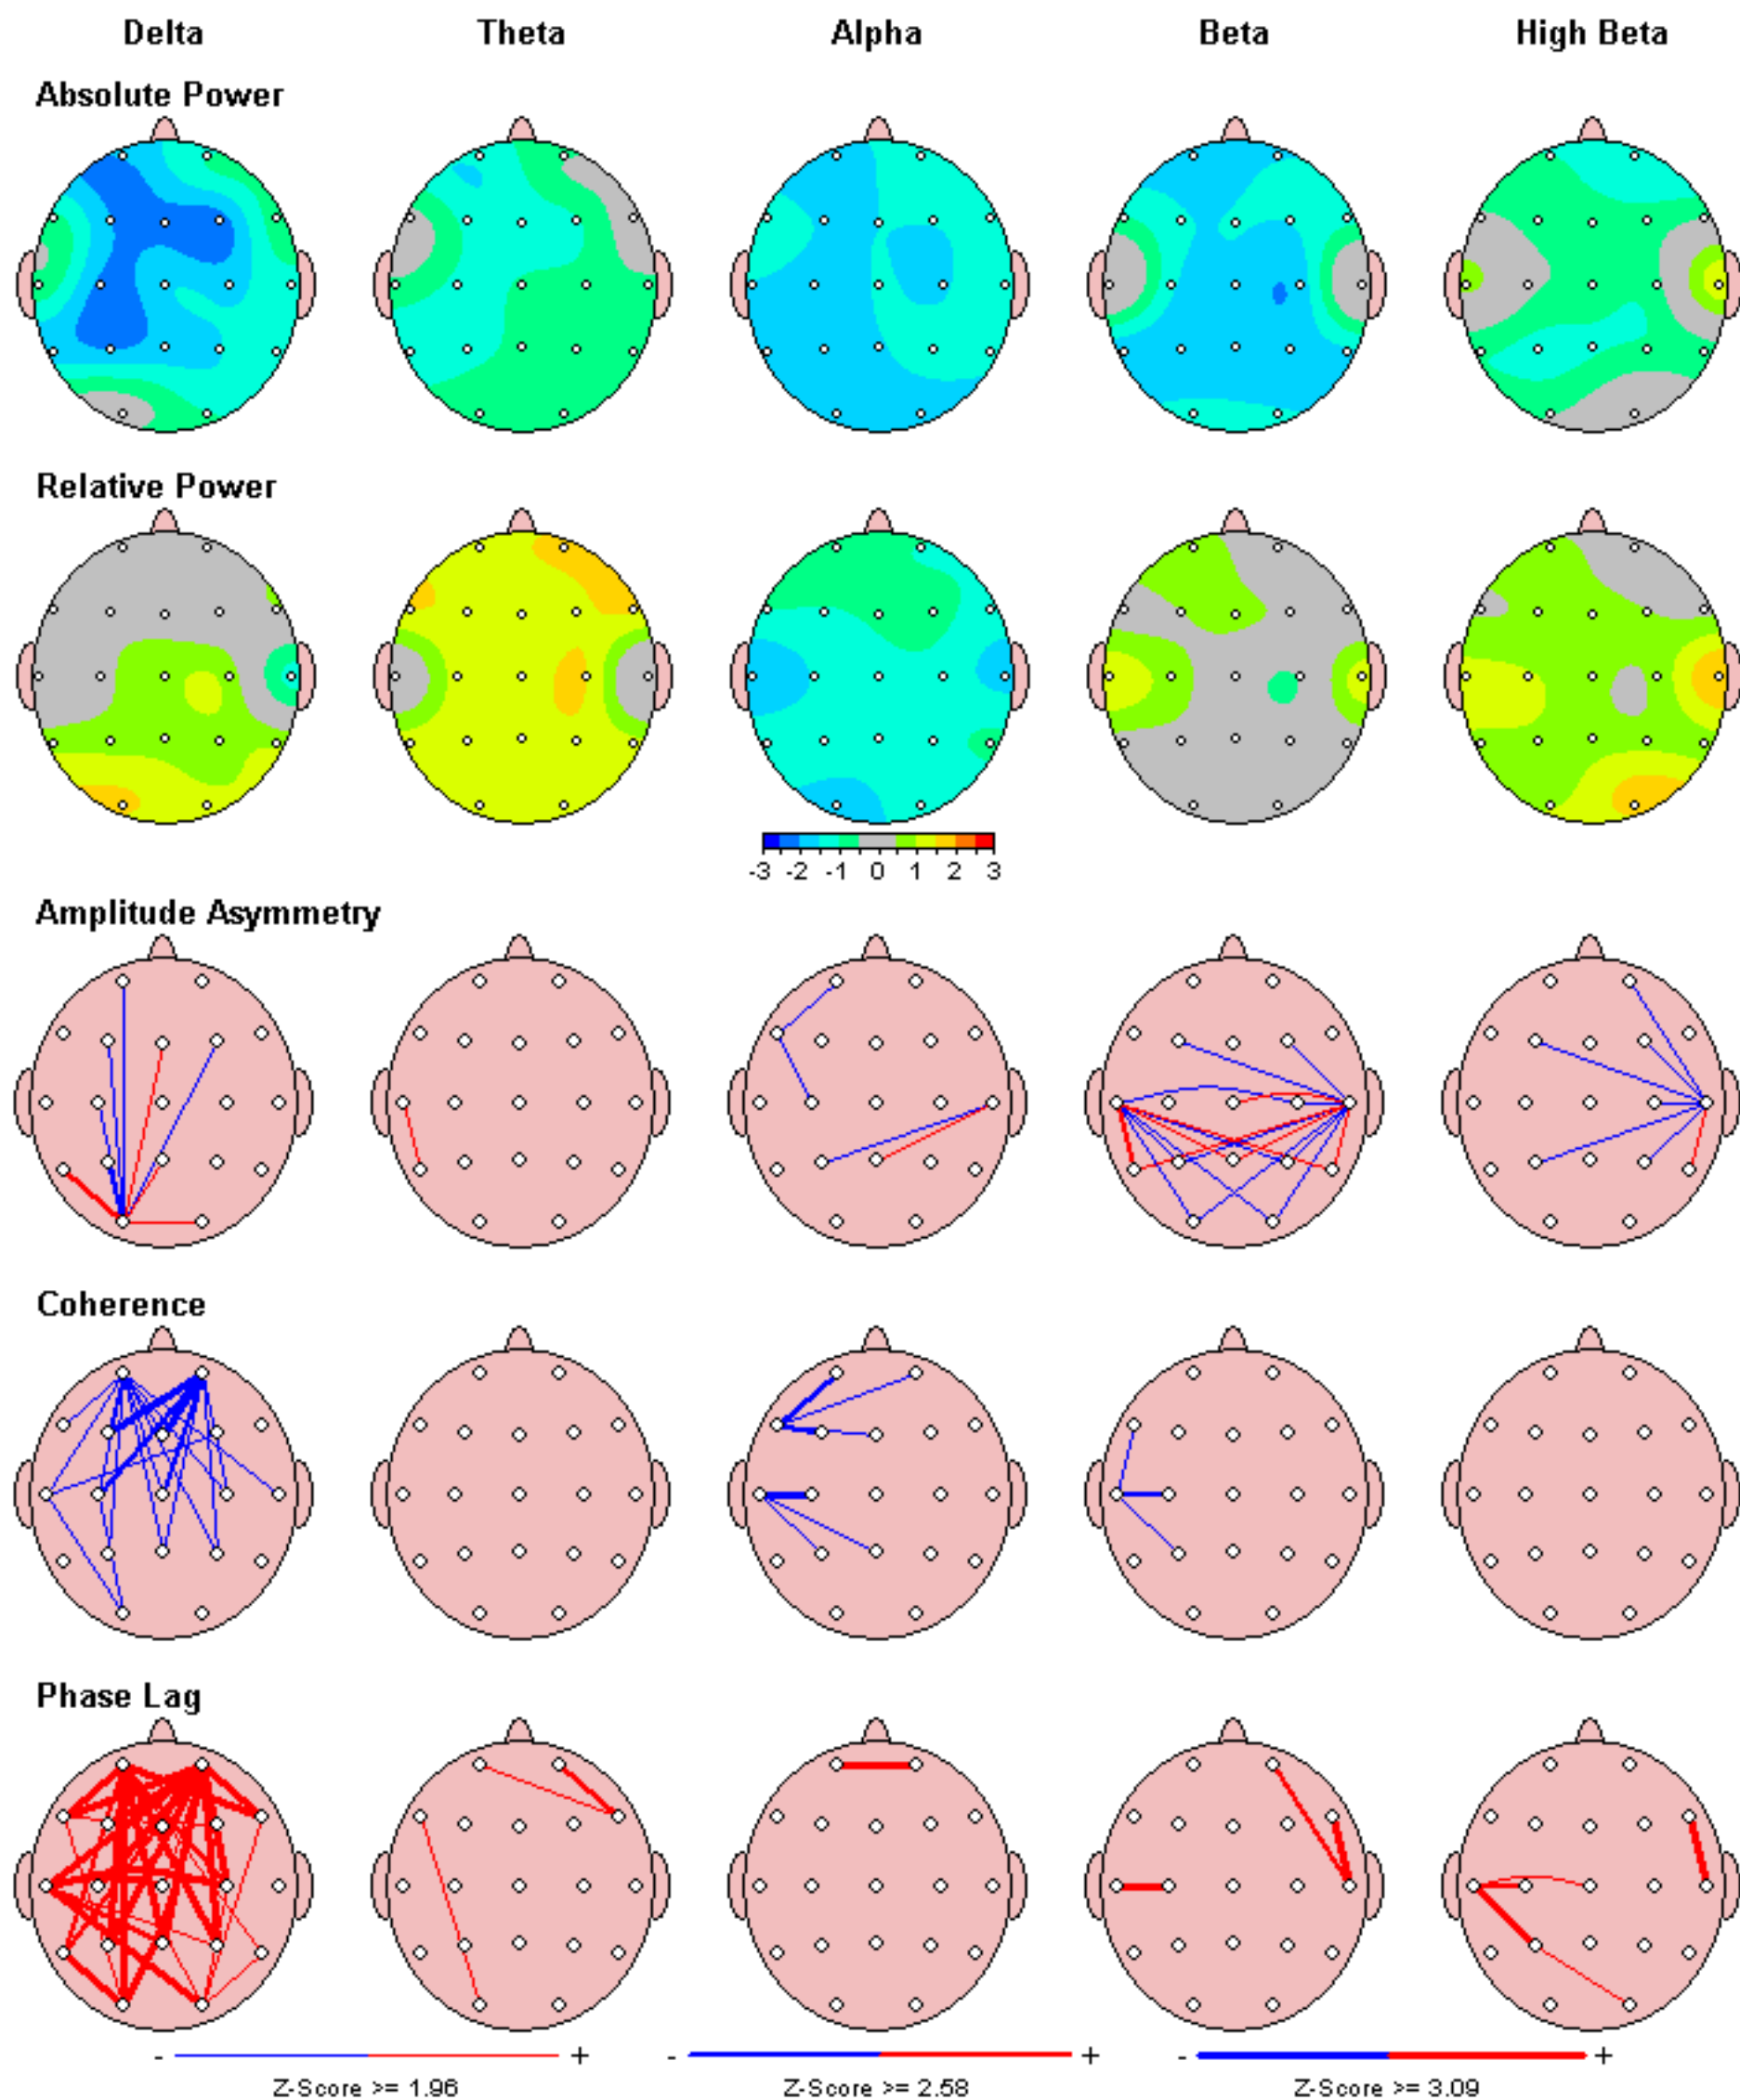 Delta Theta Alpha Beta High Beta
Absolute Power
Relative Power
-3 -2 -1 0 1 2 3
Amplitude Asymmetry
Coherence
Phase Lag
- + - + - +
Z-Score >= 1.96 Z-Score >= 2.58 Z-Score >= 3.09